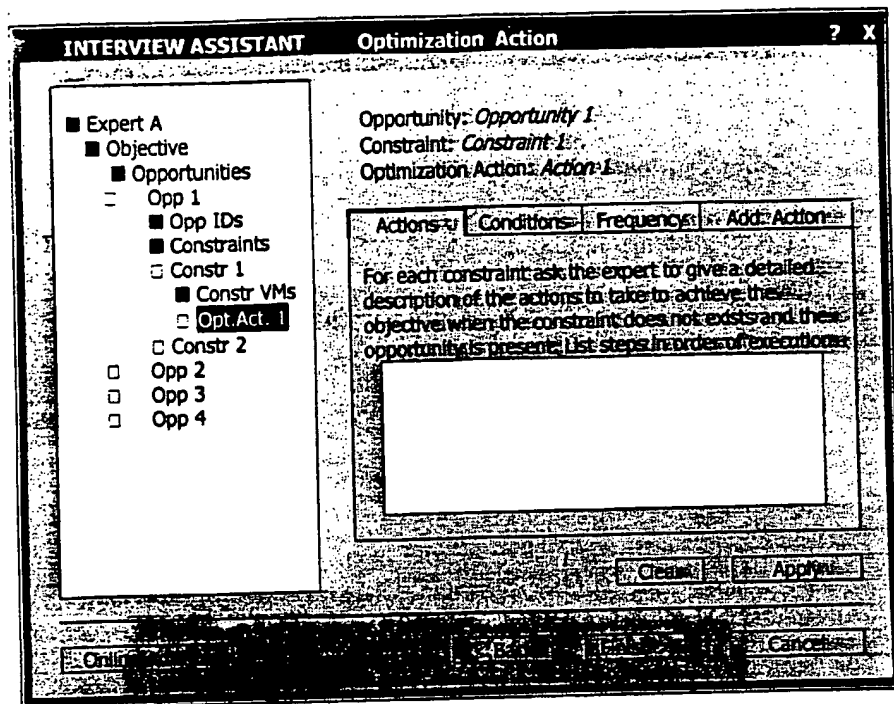 INTERVIEW ASSISTANT Optimization Action ? X
Expert A
Objective
Opportunities
Opp 1
Opp IDs
Constraints
Constr 1
Constr VMs
Opt.Act. 1
Constr 2
Opp 2
Opp 3
Opp 4
Opportunity: Opportunity 1
Constraint: Constraint 1
Optimization Action: Action 1
Actions Conditions Frequency Add. Action
For each constraint ask the expert to give a detailed
description of the actions to take to achieve the
objective when the constraint does not exists and the
opportunity is present. List steps in order of execution
Clear Apply
Cancel